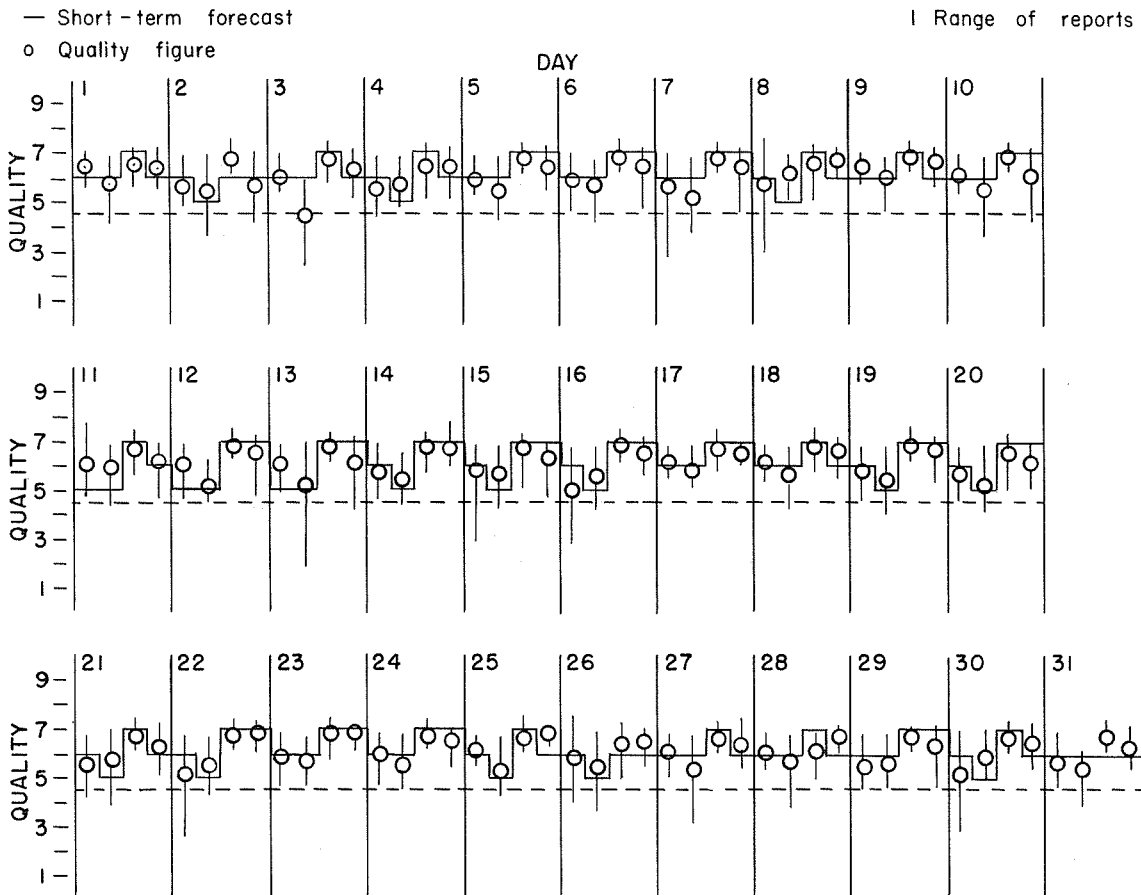 — Short-term forecast
| Range of reports
o Quality figure
DAY
1 2 3 4 5 6 7 8 9 10
9
7
5
3
1
QUALITY
11 12 13 14 15 16 17 18 19 20
9
7
5
3
1
QUALITY
21 22 23 24 25 26 27 28 29 30 31
9
7
5
3
1
QUALITY